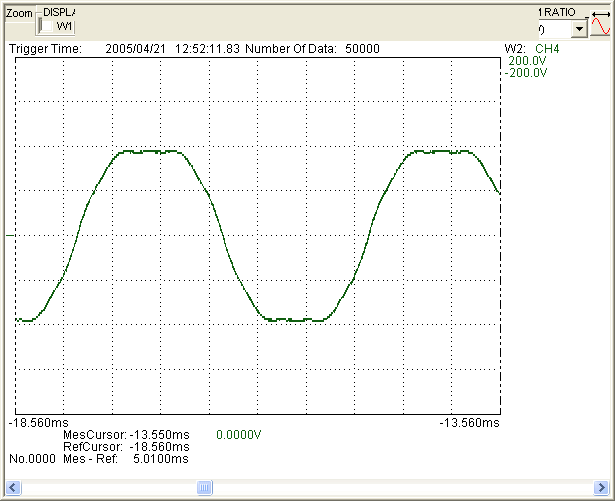 Zoom DISPLA 1 RATIO
W1
Trigger Time: 2005/04/21 12:52:11.83 Number Of Data: 50000 W2: CH4
200.0V
-200.0V
-18.560ms -13.560ms
MesCursor: -13.550ms 0.0000V
RefCursor: -18.560ms
No.0000 Mes - Ref: 5.0100ms